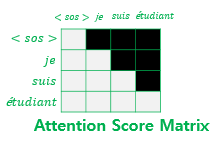 < sos > je suis étudiant
< sos >
je
suis
étudiant
Attention Score Matrix